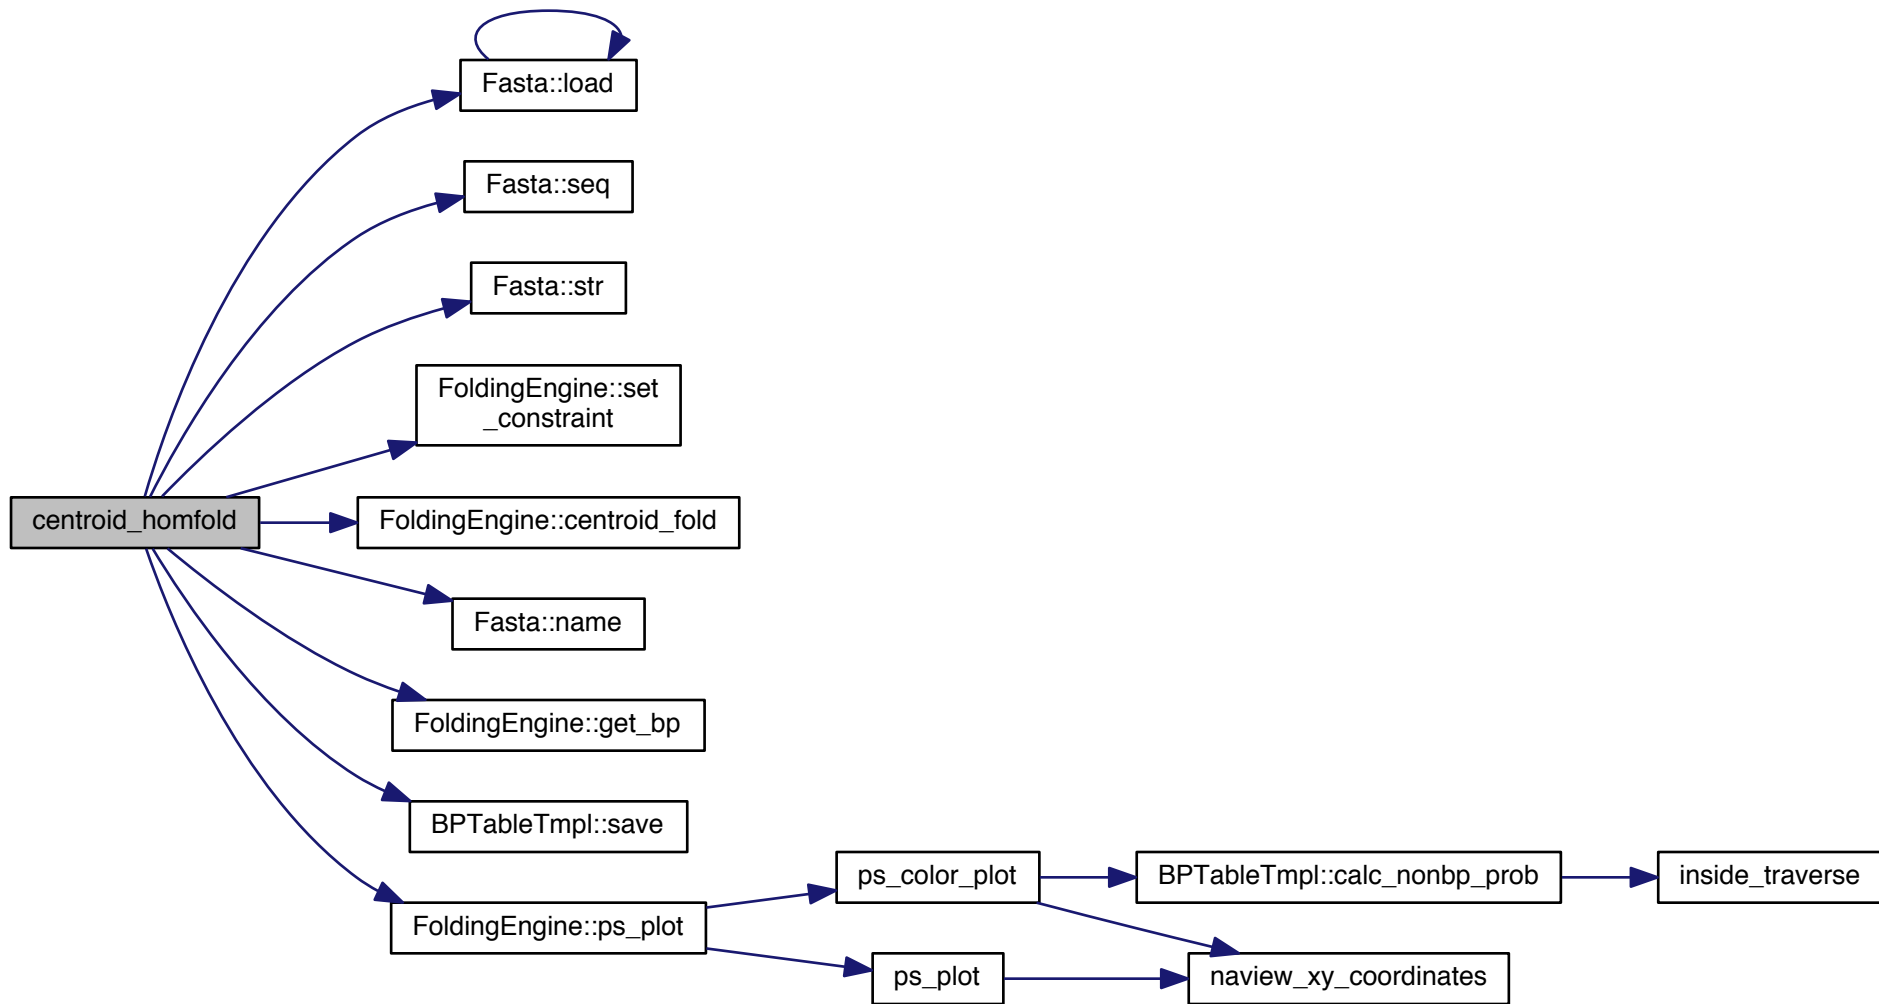 Fasta::load
Fasta::seq
Fasta::str
FoldingEngine::set
_constraint
centroid_homfold
FoldingEngine::centroid_fold
Fasta::name
FoldingEngine::get_bp
BPTableTmpl::save
FoldingEngine::ps_plot
ps_color_plot
BPTableTmpl::calc_nonbp_prob
inside_traverse
ps_plot
naview_xy_coordinates